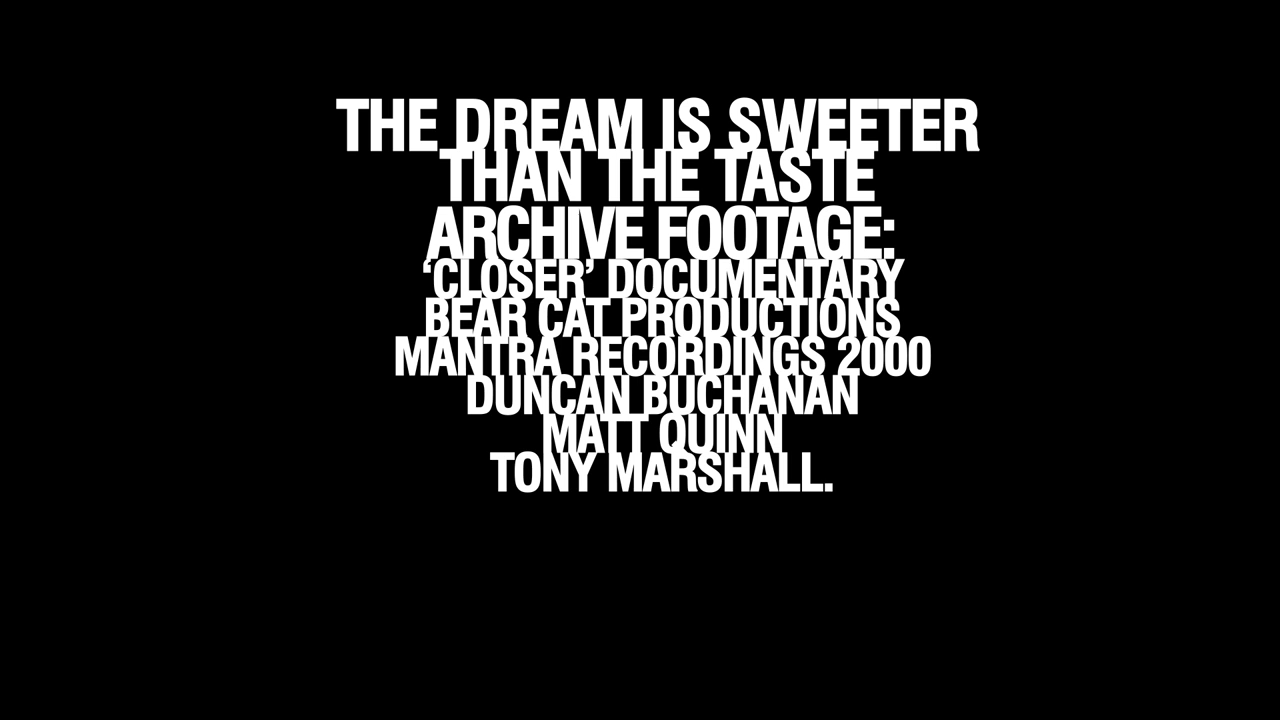 THE DREAM IS SWEETER
THAN THE TASTE
ARCHIVE FOOTAGE:
‘CLOSER’ DOCUMENTARY
BEAR CAT PRODUCTIONS
MANTRA RECORDINGS 2000
DUNCAN BUCHANAN
MATT QUINN
TONY MARSHALL.